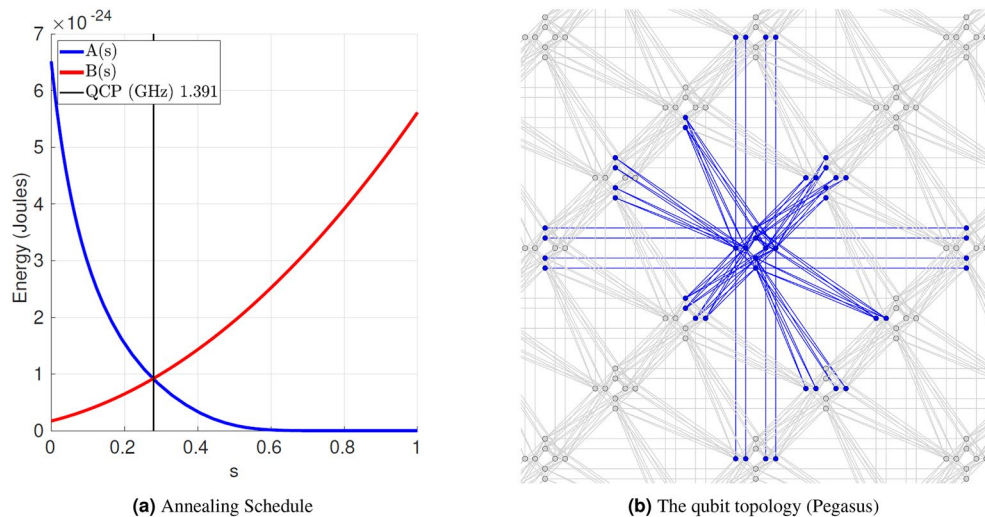 7 ×10⁻²⁴
A(s)
B(s)
QCP (GHz) 1.391
6
5
4
3
2
1
0
Energy (Joules)
0 0.2 0.4 0.6 0.8 1
s
(a) Annealing Schedule
(b) The qubit topology (Pegasus)